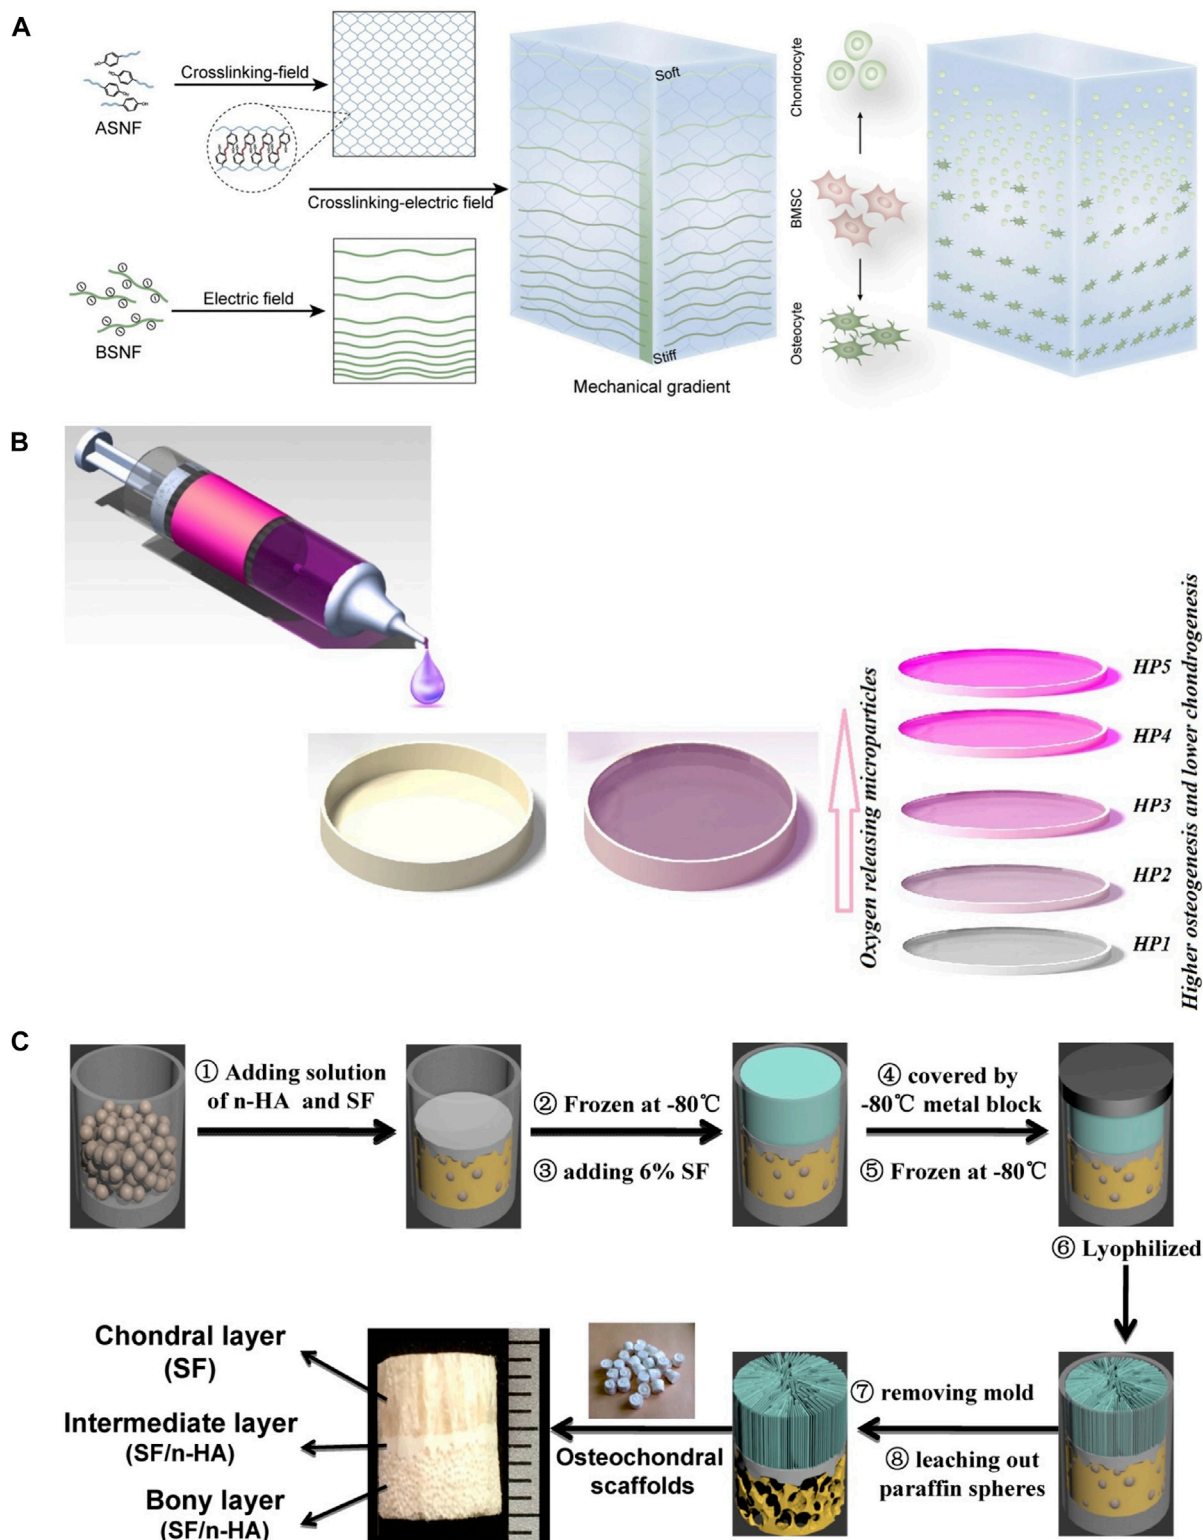 A
ASNF
Crosslinking-field
Crosslinking-electric field
BSNF
Electric field
Soft
Stiff
Mechanical gradient
Chondrocyte
BMSC
Osteocyte
B
Oxygen releasing microparticles
HP5
HP4
HP3
HP2
HP1
Higher osteogenesis and lower chondrogenesis
C
① Adding solution
of n-HA and SF
② Frozen at -80℃
③ adding 6% SF
④ covered by
-80℃ metal block
⑤ Frozen at -80℃
⑥ Lyophilized
⑦ removing mold
⑧ leaching out
paraffin spheres
Osteochondral
scaffolds
Chondral layer
(SF)
Intermediate layer
(SF/n-HA)
Bony layer
(SF/n-HA)